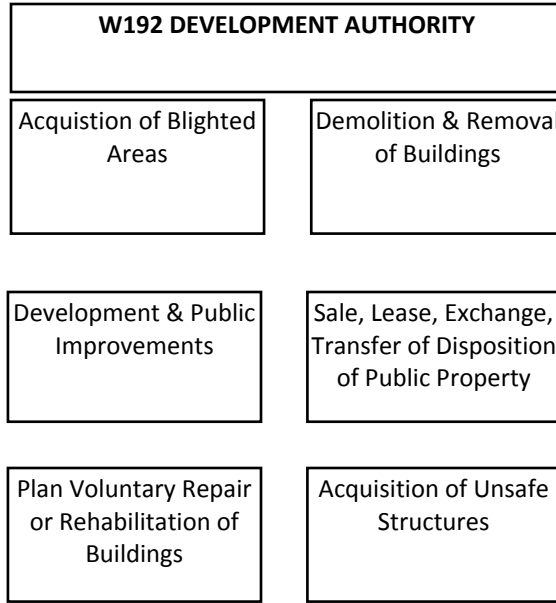 W192 DEVELOPMENT AUTHORITY
Acquistion of Blighted
Areas
Demolition & Removal
of Buildings
Development & Public
Improvements
Sale, Lease, Exchange,
Transfer of Disposition
of Public Property
Plan Voluntary Repair
or Rehabilitation of
Buildings
Acquisition of Unsafe
Structures